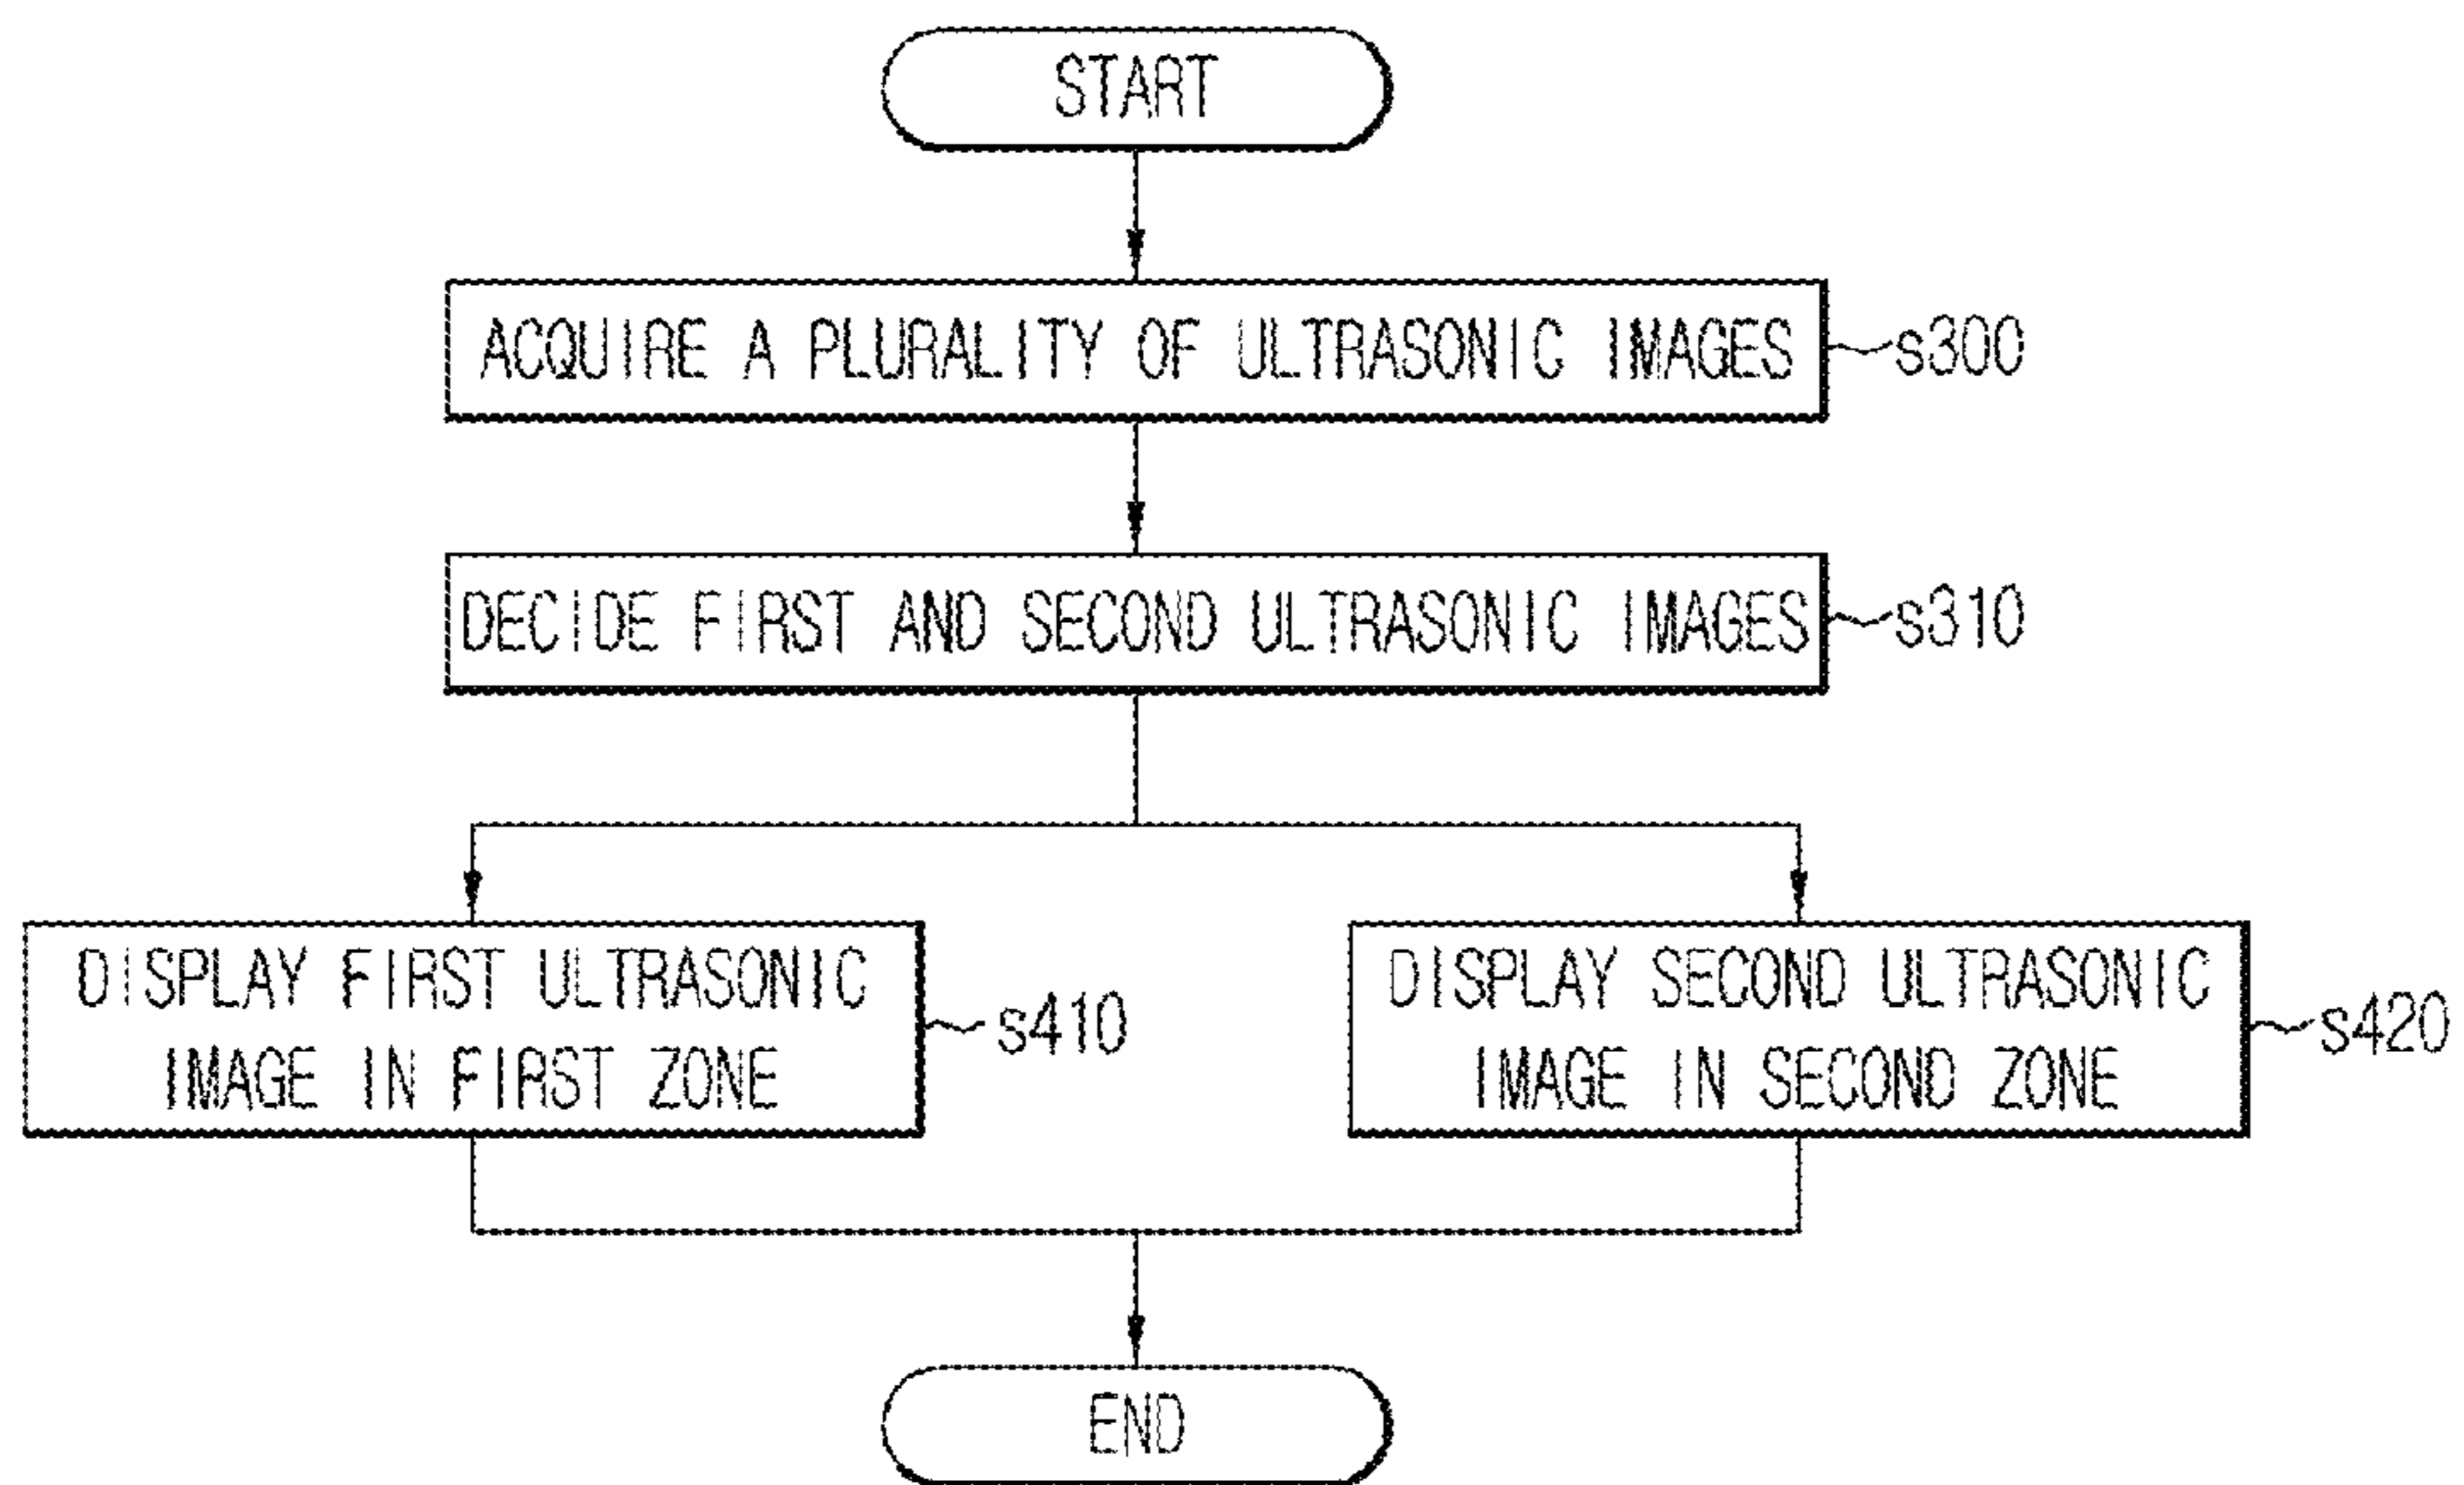 START
ACQUIRE A PLURALITY OF ULTRASONIC IMAGES
s300
DECIDE FIRST AND SECOND ULTRASONIC IMAGES
s310
DISPLAY FIRST ULTRASONIC
IMAGE IN FIRST ZONE
s410
DISPLAY SECOND ULTRASONIC
IMAGE IN SECOND ZONE
s420
END